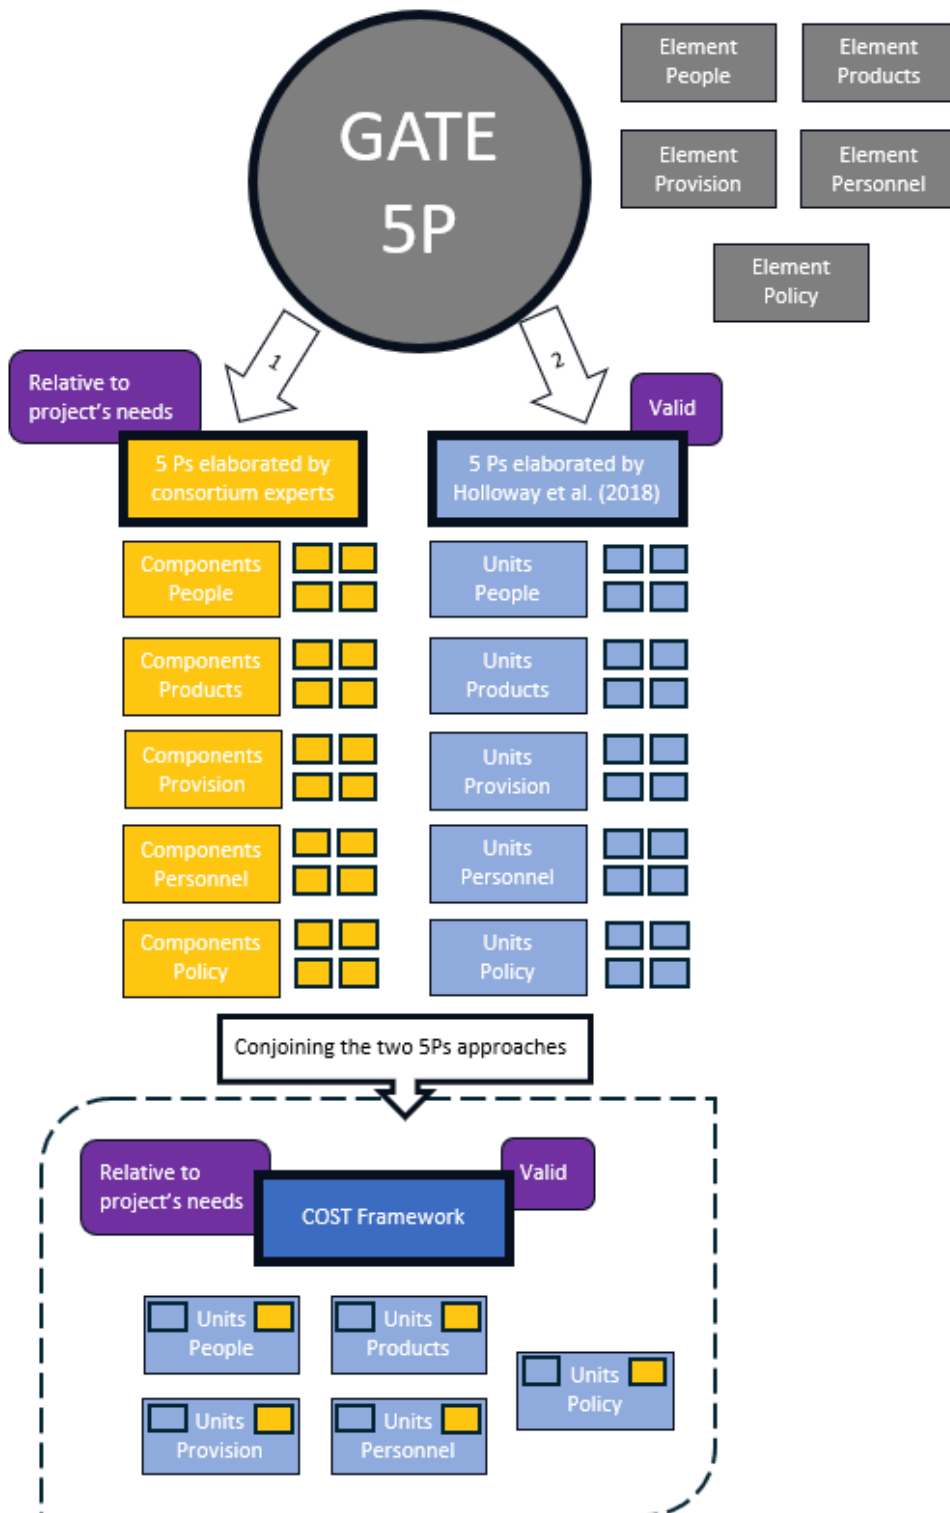 GATE
5P
Element
People
Element
Products
Element
Provision
Element
Personnel
Element
Policy
1
2
Relative to
project's needs
Valid
5 Ps elaborated by
consortium experts
5 Ps elaborated by
Holloway et al. (2018)
Components
People
Units
People
Components
Products
Units
Products
Components
Provision
Units
Provision
Components
Personnel
Units
Personnel
Components
Policy
Units
Policy
Conjoining the two 5Ps approaches
Relative to
project's needs
Valid
COST Framework
Units
People
Units
Products
Units
Policy
Units
Provision
Units
Personnel